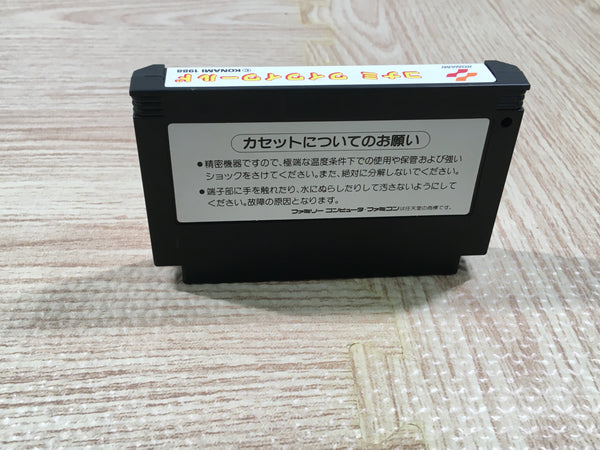 コナミ ワイワイワールド
© KONAMI 1988
KONAMI
カセットについてのお願い
●精密機器ですので、極端な温度条件下での使用や保管および強い
ショックをさけてください。また、絶対に分解しないでください。
●端子部に手を触れたり、水にぬらしたりして汚さないようにして
ください。故障の原因となります。
ファミリー コンピュータ・ファミコンは任天堂の商標です。